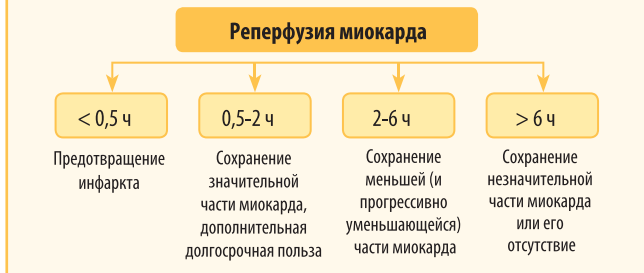 Реперфузия миокарда
< 0,5 ч
Предотвращение
инфаркта
0,5-2 ч
Сохранение
значительной
части миокарда,
дополнительная
долгосрочная польза
2-6 ч
Сохранение
меньшей (и
прогрессивно
уменьшающейся)
части миокарда
> 6 ч
Сохранение
незначительной
части миокарда
или его
отсутствие